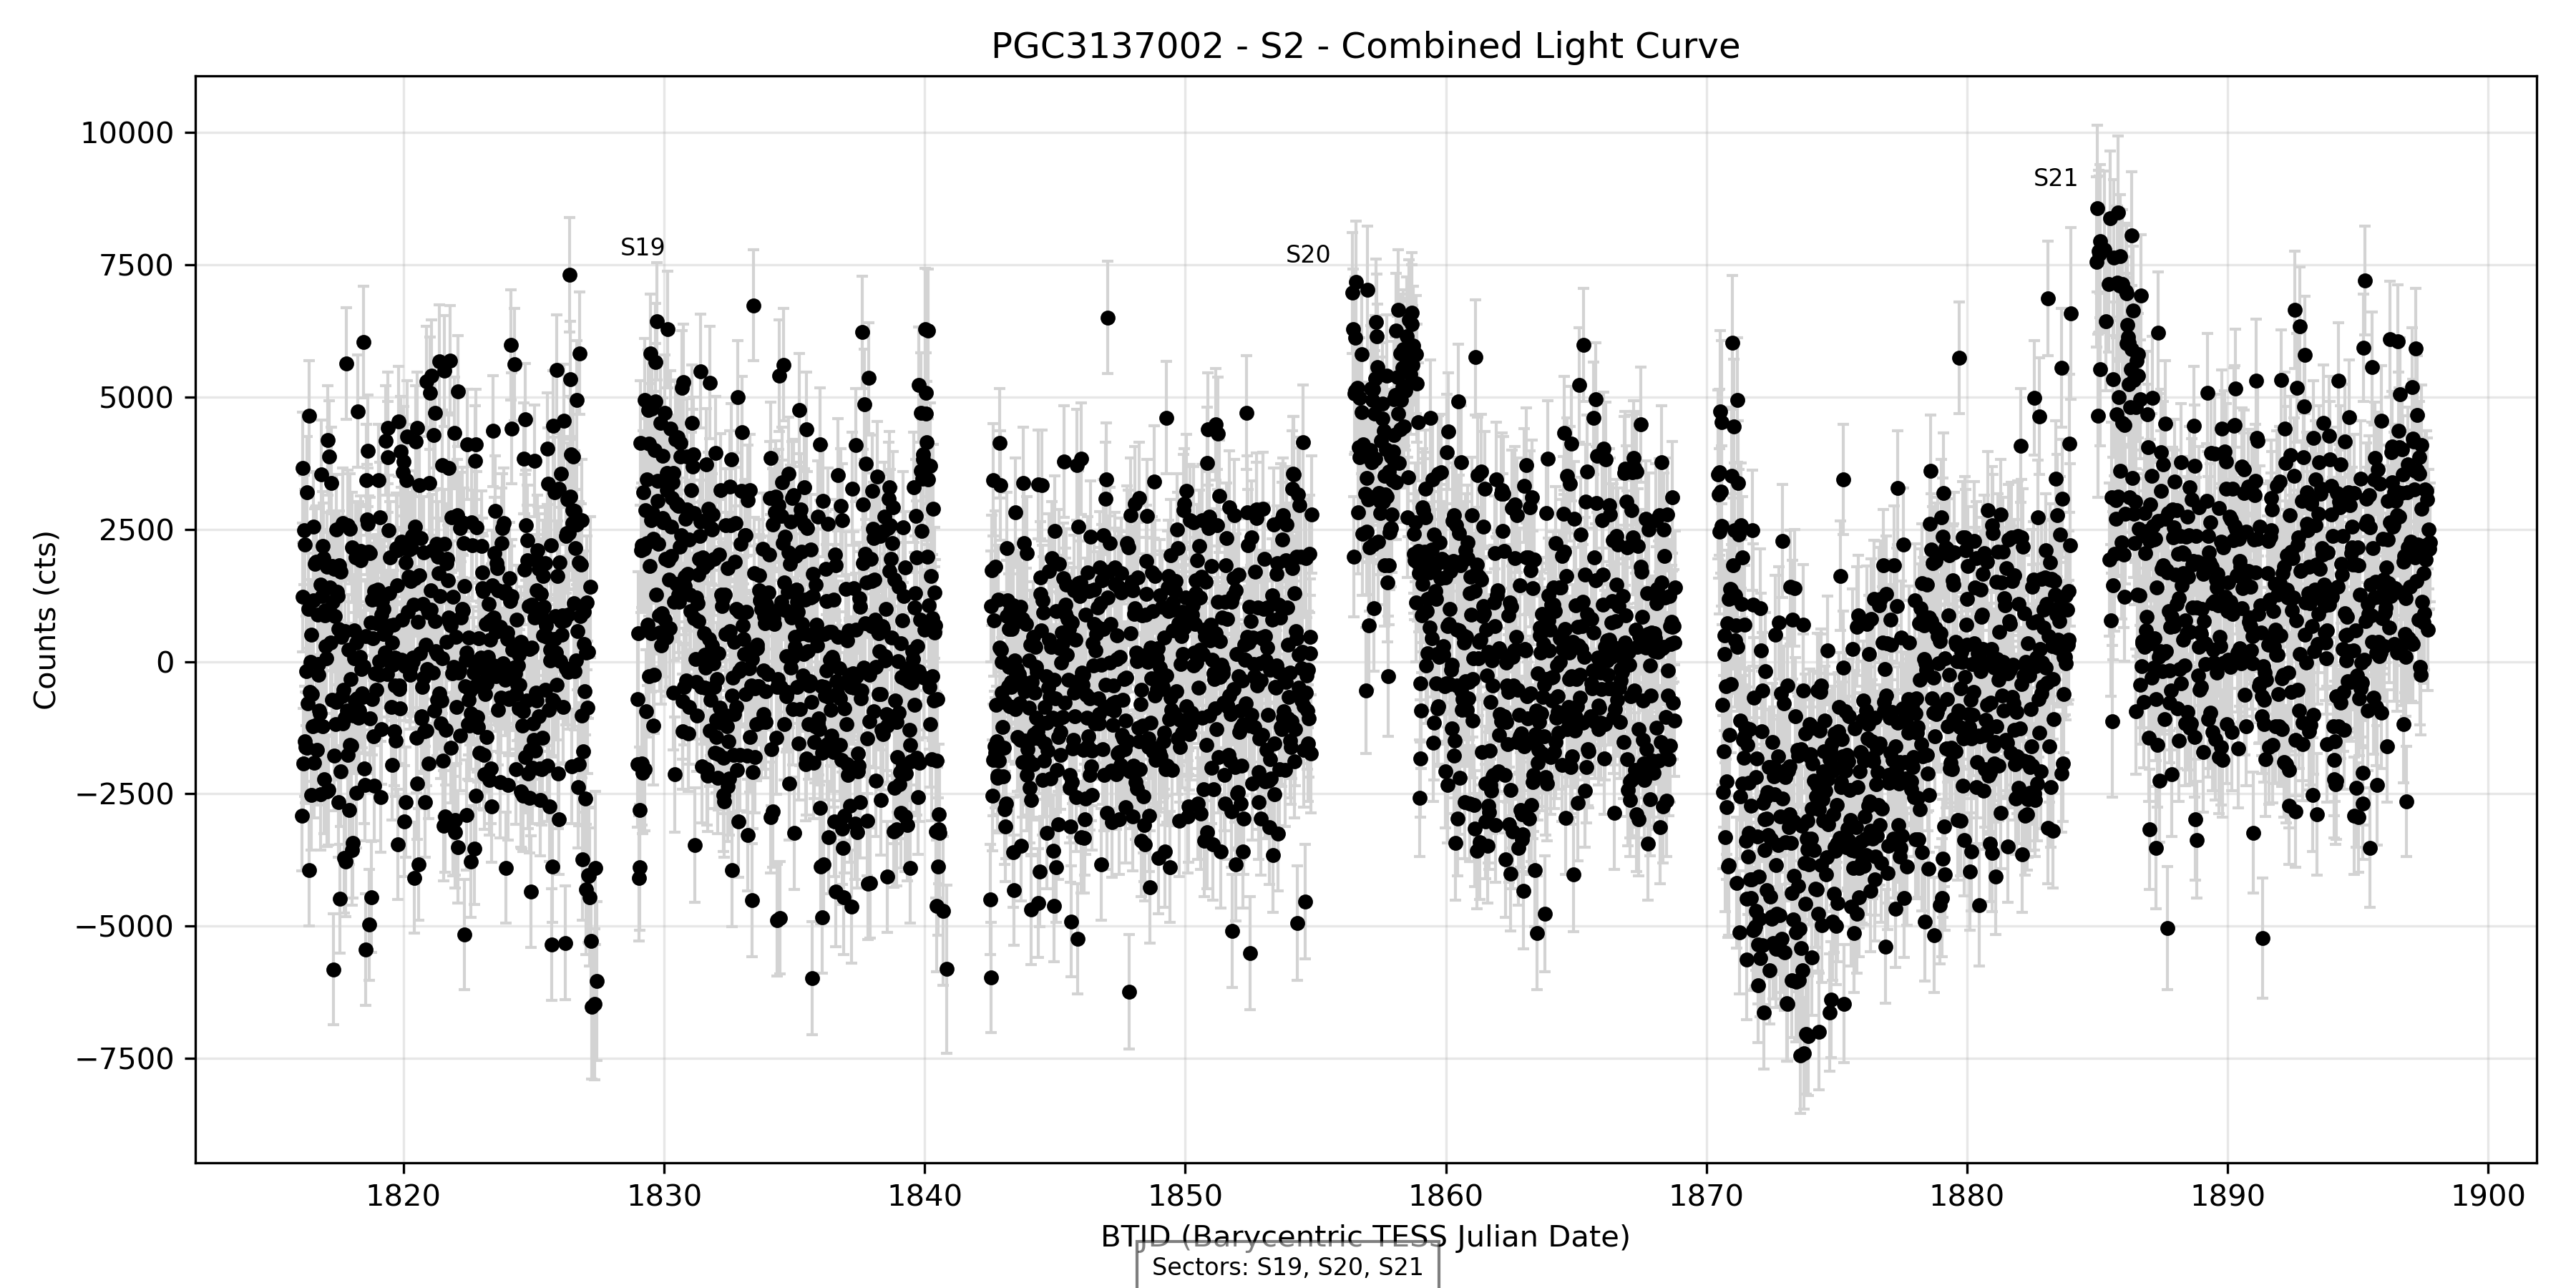 PGC3137002 - S2 - Combined Light Curve
10000
7500
5000
2500
0
−2500
−5000
−7500
Counts (cts)
S19
S20
S21
1820
1830
1840
1850
1860
1870
1880
1890
1900
BTJD (Barycentric TESS Julian Date)
Sectors: S19, S20, S21